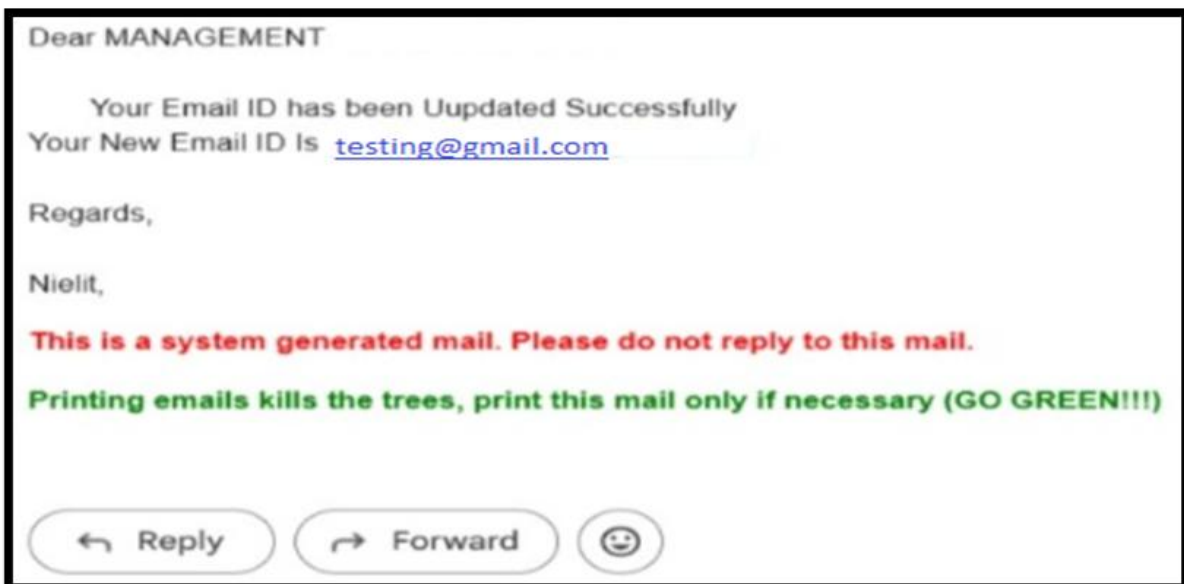 Dear MANAGEMENT
Your Email ID has been Uupdated Successfully
Your New Email ID Is testing@gmail.com
Regards,
Nielit,
This is a system generated mail. Please do not reply to this mail.
Printing emails kills the trees, print this mail only if necessary (GO GREEN!!!)
Reply Forward